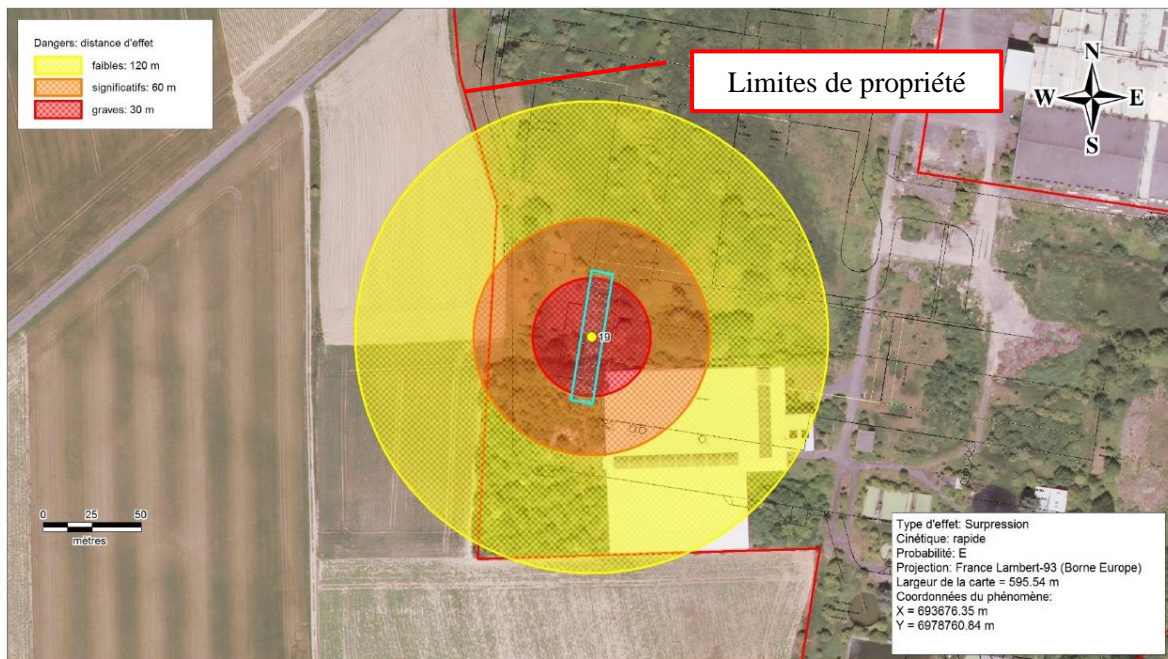 Dangers: distance d'effet
faibles: 120 m
significatifs: 60 m
graves: 30 m
Limites de propriété
N
W E
S
19
0 25 50
mètres
Type d'effet: Surpression
Cinétique: rapide
Probabilité: E
Projection: France Lambert-93 (Borne Europe)
Largeur de la carte = 595.54 m
Coordonnées du phénomène:
X = 693676.35 m
Y = 6978760.84 m